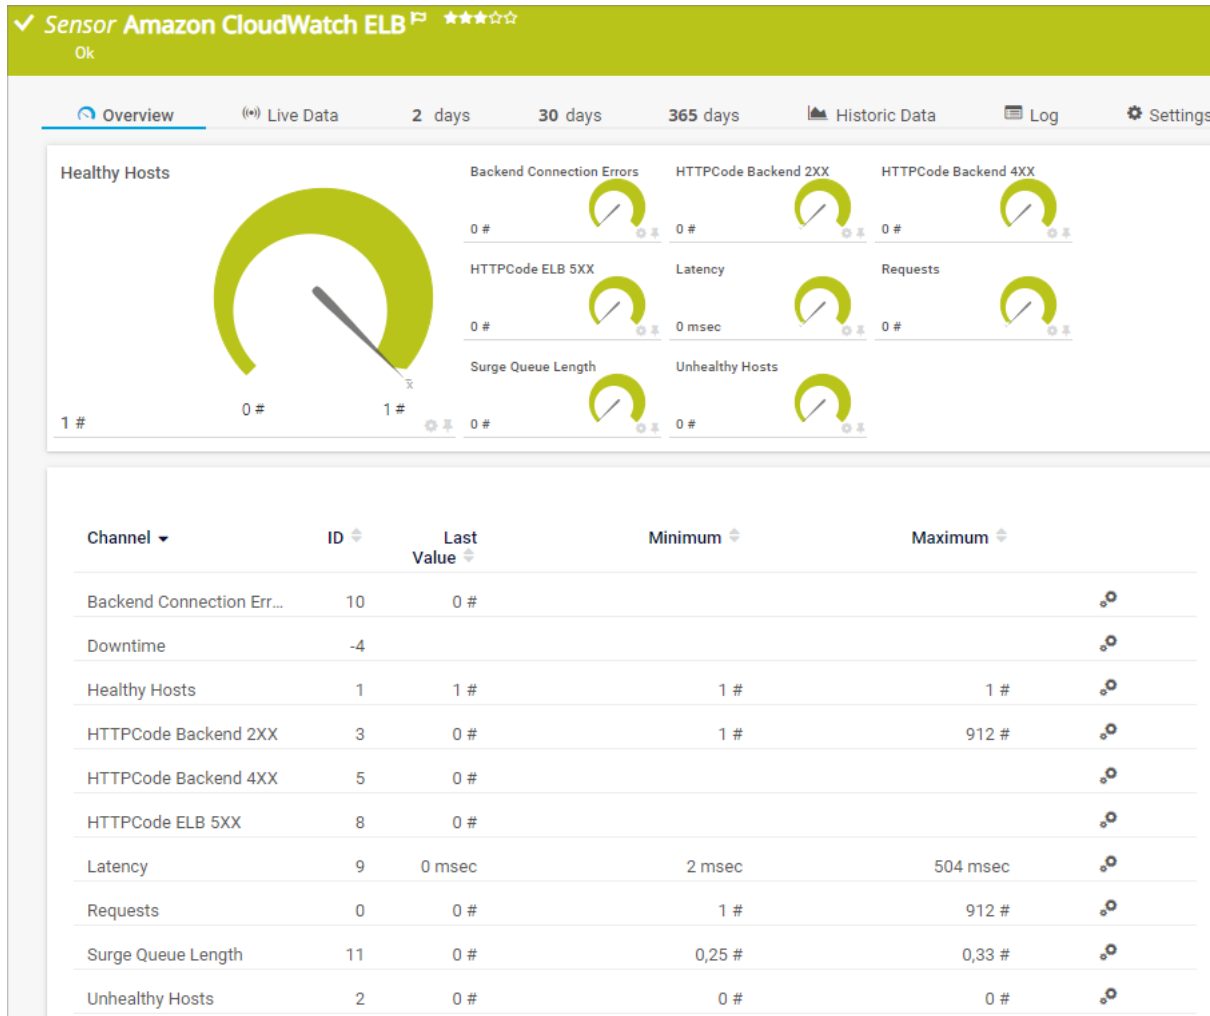 Sensor Amazon CloudWatch ELB
Ok
Overview Live Data 2 days 30 days 365 days Historic Data Log Settings
Healthy Hosts
0 #
1 #
x
1 #
Backend Connection Errors
0 #
HTTPCode Backend 2XX
0 #
HTTPCode Backend 4XX
0 #
HTTPCode ELB 5XX
0 #
Latency
0 msec
Requests
0 #
Surge Queue Length
0 #
Unhealthy Hosts
0 #
Channel ID Last Value Minimum Maximum
Backend Connection Err... 10 0 #
Downtime -4
Healthy Hosts 1 1 # 1 # 1 #
HTTPCode Backend 2XX 3 0 # 1 # 912 #
HTTPCode Backend 4XX 5 0 #
HTTPCode ELB 5XX 8 0 #
Latency 9 0 msec 2 msec 504 msec
Requests 0 0 # 1 # 912 #
Surge Queue Length 11 0 # 0,25 # 0,33 #
Unhealthy Hosts 2 0 # 0 # 0 #